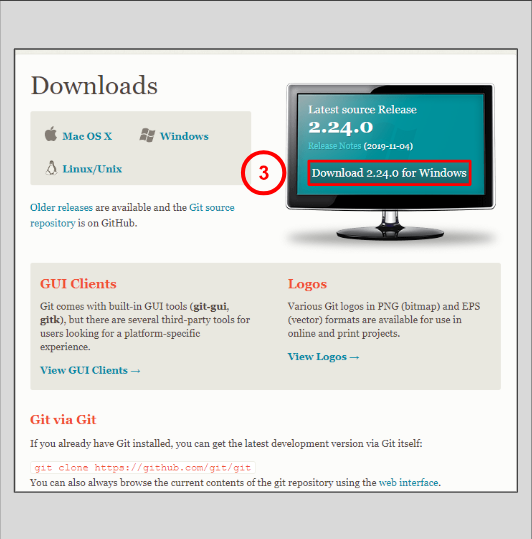 Downloads
Mac OS X
Windows
Linux/Unix
Older releases are available and the Git source
repository is on GitHub.
Latest source Release
2.24.0
Release Notes (2019-11-04)
Download 2.24.0 for Windows
3
GUI Clients
Git comes with built-in GUI tools (git-gui,
gitk), but there are several third-party tools for
users looking for a platform-specific
experience.
View GUI Clients →
Logos
Various Git logos in PNG (bitmap) and EPS
(vector) formats are available for use in
online and print projects.
View Logos →
Git via Git
If you already have Git installed, you can get the latest development version via Git itself:
git clone https://github.com/git/git
You can also always browse the current contents of the git repository using the web interface.